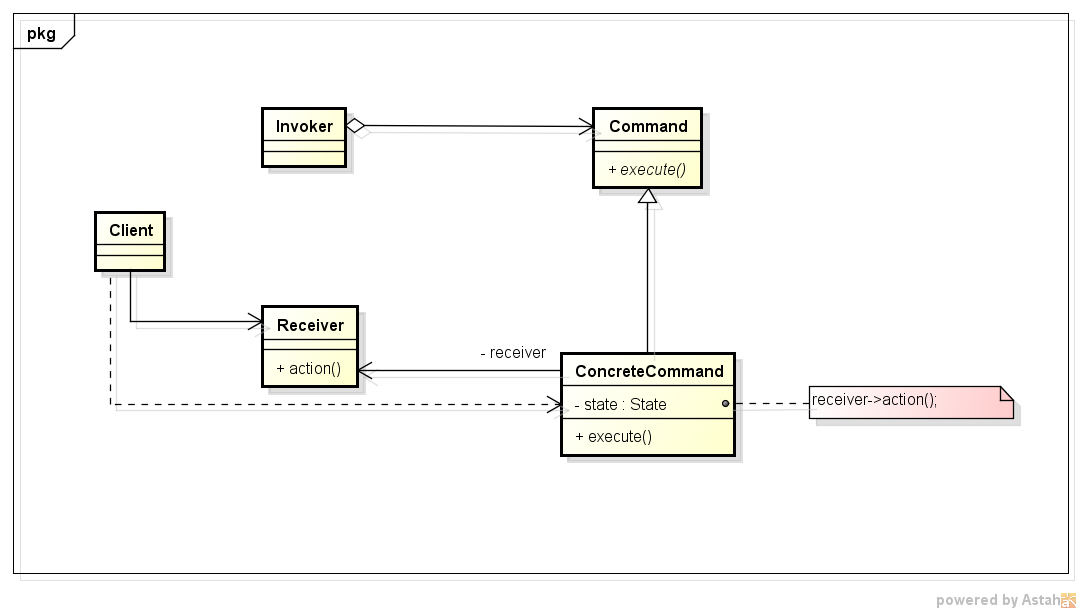 pkg
Invoker
Command
+ execute()
Client
Receiver
+ action()
- receiver
ConcreteCommand
- state : State
+ execute()
receiver->action();
powered by Astah